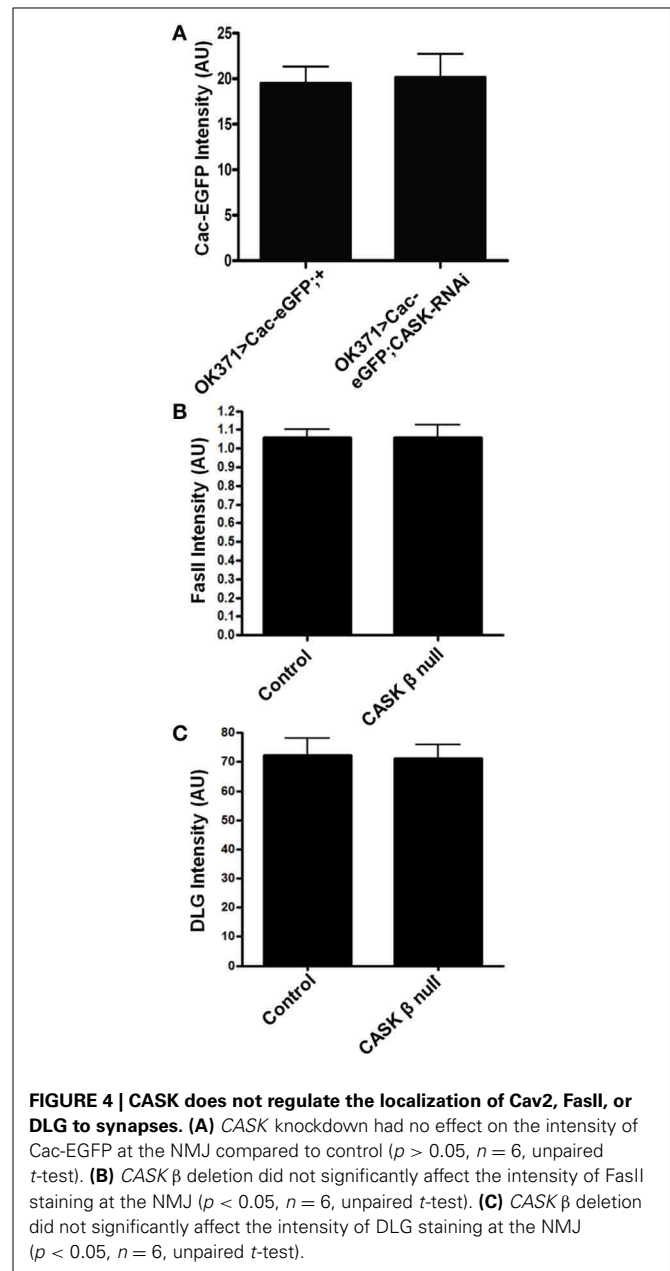 A
25
20
15
10
5
0
Cac-EGFP Intensity (AU)
OK371>Cac-eGFP;+
OK371>Cac-
eGFP;CASK-RNAi
B
1.2
1.1
1.0
0.9
0.8
0.7
0.6
0.5
0.4
0.3
0.2
0.1
0.0
FasII Intensity (AU)
Control
CASK β null
C
80
70
60
50
40
30
20
10
0
DLG Intensity (AU)
Control
CASK β null
FIGURE 4 | CASK does not regulate the localization of Cav2, FasII, or
DLG to synapses. (A) CASK knockdown had no effect on the intensity of
Cac-EGFP at the NMJ compared to control (p > 0.05, n = 6, unpaired
t-test). (B) CASK β deletion did not significantly affect the intensity of FasII
staining at the NMJ (p < 0.05, n = 6, unpaired t-test). (C) CASK β deletion
did not significantly affect the intensity of DLG staining at the NMJ
(p < 0.05, n = 6, unpaired t-test).